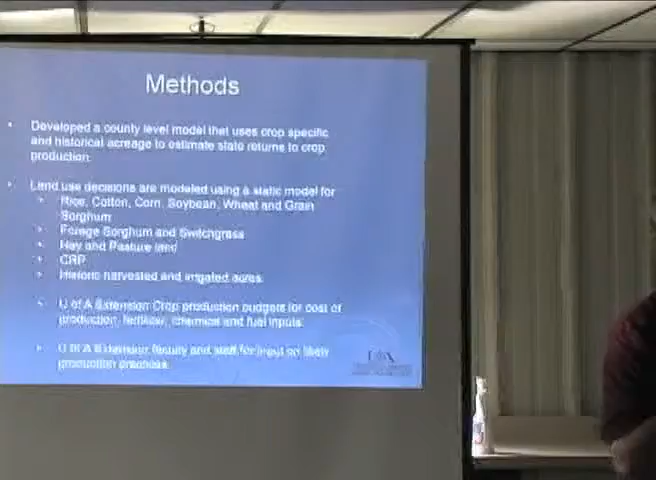 Methods
• Developed a county level model that uses crop specific
and historical acreage to estimate state returns to crop
production.
• Land use decisions are modeled using a static model for
• Rice, Cotton, Corn, Soybean, Wheat and Grain
Sorghum
• Forage Sorghum and Switchgrass
• Hay and Pasture land
• CRP
• Historic harvested and irrigated acres
• U of A Extension Crop production budgets for cost of
production, fertilizer, chemical and fuel inputs.
• U of A Extension faculty and staff for input on likely
production practices.